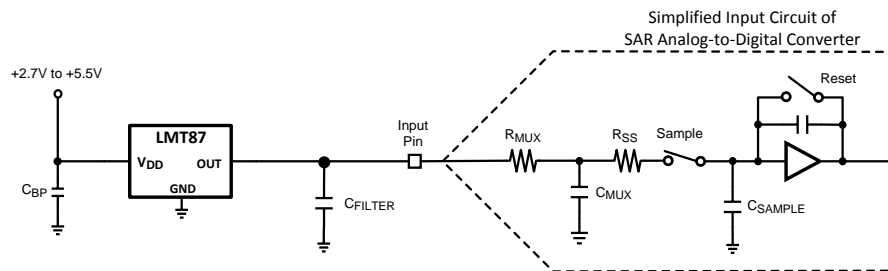 Simplified Input Circuit of
SAR Analog-to-Digital Converter
+2.7V to +5.5V
Reset
LMT87
Input
Pin
RMUX
RSS
Sample
VDD
OUT
GND
CBP
CFILTER
CMUX
CSAMPLE